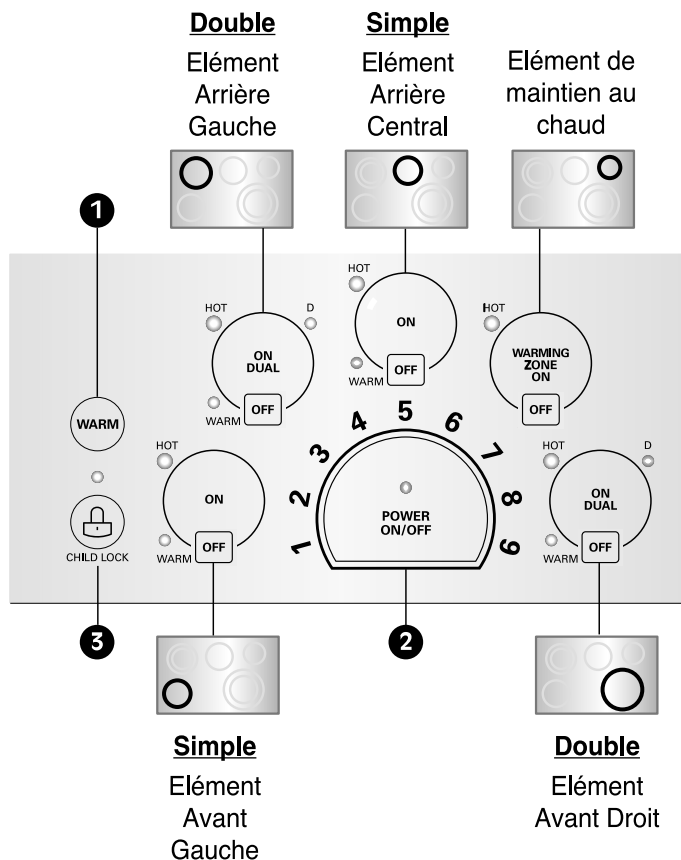 Double
Elément
Arrière
Gauche
Simple
Elément
Arrière
Central
Elément de
maintien au
chaud
1
HOT
D
ON
DUAL
WARM
OFF
HOT
ON
WARM
OFF
HOT
WARMING
ZONE
ON
OFF
WARM
CHILD LOCK
HOT
ON
WARM
OFF
1
2
3
4
5
6
7
8
9
POWER
ON/OFF
HOT
D
ON
DUAL
WARM
OFF
3
2
Simple
Elément
Avant
Gauche
Double
Elément
Avant Droit